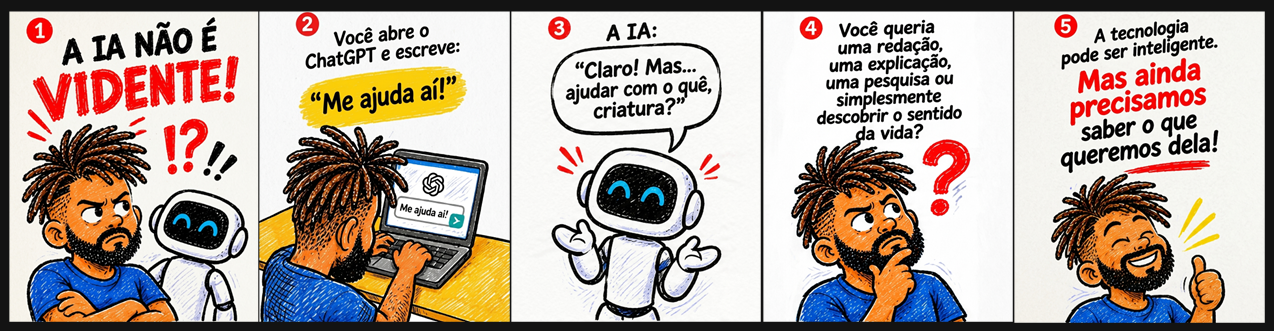 1
A IA NÃO É
VIDENTE!
!?
!!
2
Você abre o
ChatGPT e escreve:
“Me ajuda aí!”
Me ajuda aí!
3
A IA:
“Claro! Mas...
ajudar com o quê,
criatura?”
4
Você queria
uma redação,
uma explicação,
uma pesquisa ou
simplesmente
descobrir o sentido
da vida?
?
5
A tecnologia
pode ser inteligente.
Mas ainda
precisamos
saber o que
queremos dela!